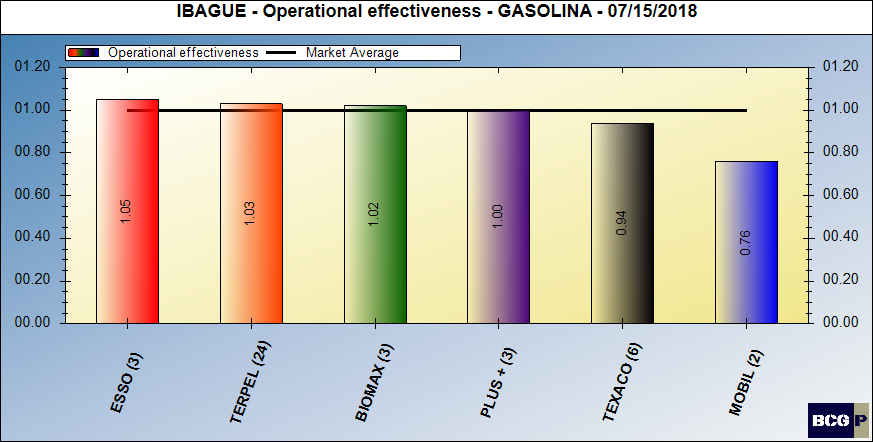 IBAGUE - Operational effectiveness - GASOLINA - 07/15/2018
Operational effectiveness Market Average
01.20 01.20
01.00 01.00
00.80 00.80
00.60 00.60
00.40 00.40
00.20 00.20
00.00 00.00
1.05 1.03 1.02 1.00 0.94 0.76
ESSO (3) TERPEL (24) BIOMAX (3) PLUS + (3) TEXACO (6) MOBIL (2)
BCG P